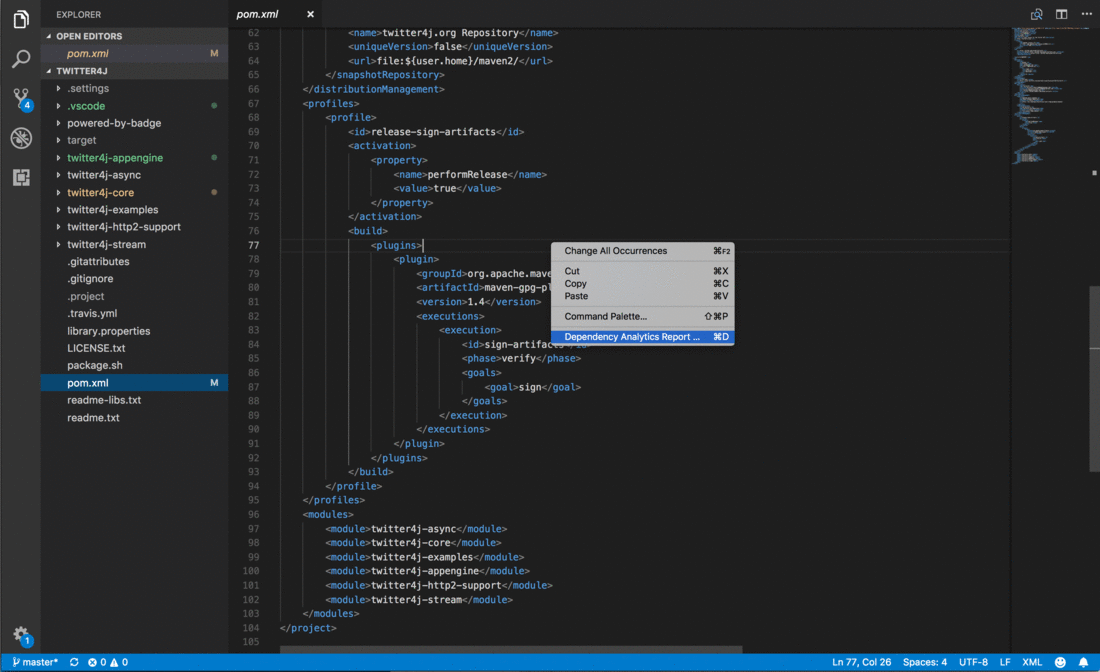 EXPLORER
OPEN EDITORS
pom.xml M
TWITTER4J
.settings
.vscode
powered-by-badge
target
twitter4j-appengine
twitter4j-async
twitter4j-core
twitter4j-examples
twitter4j-http2-support
twitter4j-stream
.gitattributes
.gitignore
.project
.travis.yml
library.properties
LICENSE.txt
package.sh
pom.xml M
readme-libs.txt
readme.txt
4
1
pom.xml ×
62 <name>twitter4j.org Repository</name>
63 <uniqueVersion>false</uniqueVersion>
64 <url>file:${user.home}/maven2/</url>
65 </snapshotRepository>
66 </distributionManagement>
67 <profiles>
68 <profile>
69 <id>release-sign-artifacts</id>
70 <activation>
71 <property>
72 <name>performRelease</name>
73 <value>true</value>
74 </property>
75 </activation>
76 <build>
77 <plugins>
78 <plugin>
79 <groupId>org.apache.mave
80 <artifactId>maven-gpg-pl
81 <version>1.4</version>
82 <executions>
83 <execution>
84 <id>sign-artifacts</id>
85 <phase>verify</phase>
86 <goals>
87 <goal>sign</goal>
88 </goals>
89 </execution>
90 </executions>
91 </plugin>
92 </plugins>
93 </build>
94 </profile>
95 </profiles>
96 <modules>
97 <module>twitter4j-async</module>
98 <module>twitter4j-core</module>
99 <module>twitter4j-examples</module>
100 <module>twitter4j-appengine</module>
101 <module>twitter4j-http2-support</module>
102 <module>twitter4j-stream</module>
103 </modules>
104 </project>
105
Change All Occurrences ⌘F2
Cut ⌘X
Copy ⌘C
Paste ⌘V
Command Palette... ⇧⌘P
Dependency Analytics Report ... ⌘D
master* 0 0 Ln 77, Col 26 Spaces: 4 UTF-8 LF XML